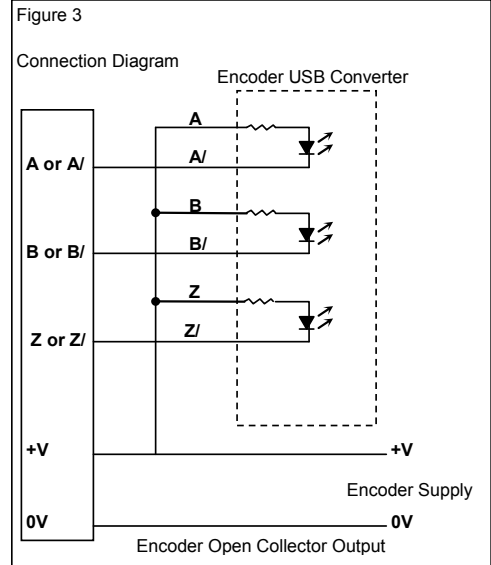 Figure 3
Connection Diagram
Encoder USB Converter
A
A or A/
A/
B
B or B/
B/
Z
Z or Z/
Z/
+V
+V
Encoder Supply
0V
0V
Encoder Open Collector Output